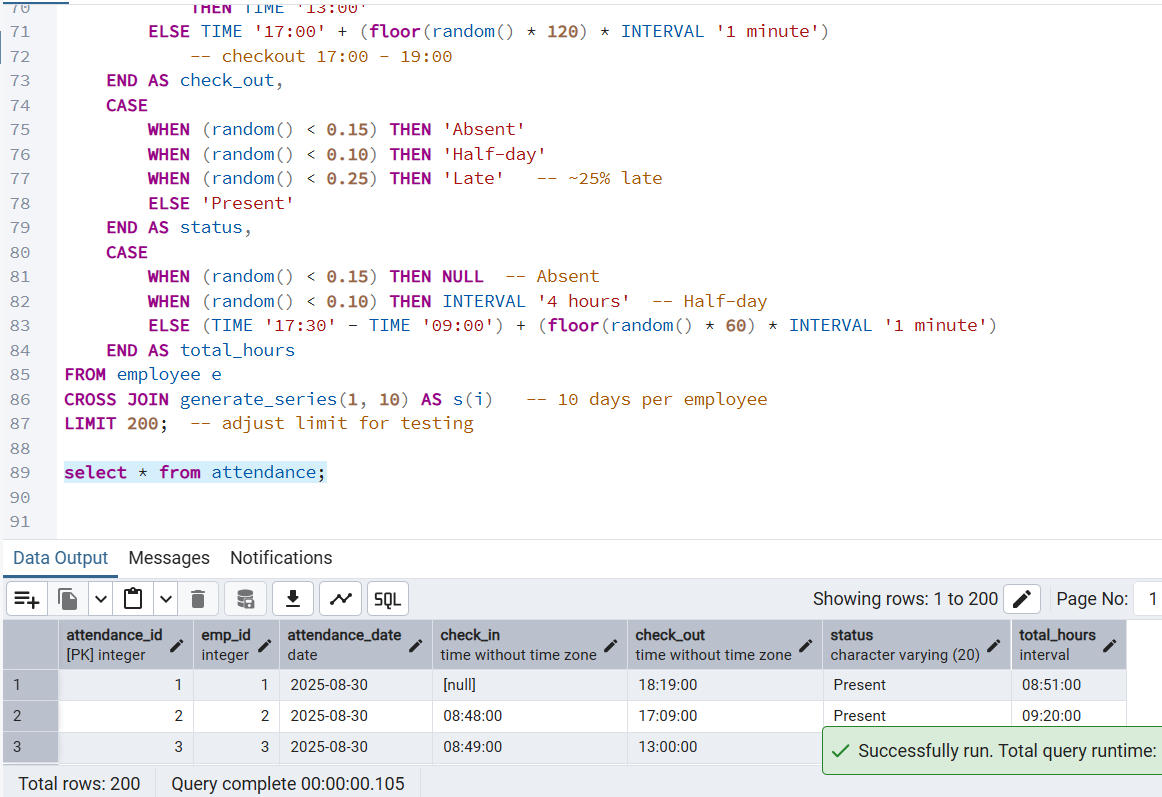 70 THEN TIME '13:00'
71 ELSE TIME '17:00' + (floor(random() * 120) * INTERVAL '1 minute')
72 -- checkout 17:00 - 19:00
73 END AS check_out,
74 CASE
75 WHEN (random() < 0.15) THEN 'Absent'
76 WHEN (random() < 0.10) THEN 'Half-day'
77 WHEN (random() < 0.25) THEN 'Late' -- ~25% late
78 ELSE 'Present'
79 END AS status,
80 CASE
81 WHEN (random() < 0.15) THEN NULL -- Absent
82 WHEN (random() < 0.10) THEN INTERVAL '4 hours' -- Half-day
83 ELSE (TIME '17:30' - TIME '09:00') + (floor(random() * 60) * INTERVAL '1 minute')
84 END AS total_hours
85 FROM employee e
86 CROSS JOIN generate_series(1, 10) AS s(i) -- 10 days per employee
87 LIMIT 200; -- adjust limit for testing
88
89 select * from attendance;
90
91
Data Output Messages Notifications
SQL Showing rows: 1 to 200 Page No: 1
attendance_id emp_id attendance_date check_in check_out status total_hours
[PK] integer integer date time without time zone time without time zone character varying (20) interval
1 1 1 2025-08-30 [null] 18:19:00 Present 08:51:00
2 2 2 2025-08-30 08:48:00 17:09:00 Present 09:20:00
3 3 3 2025-08-30 08:49:00 13:00:00
Successfully run. Total query runtime:
Total rows: 200 Query complete 00:00:00.105